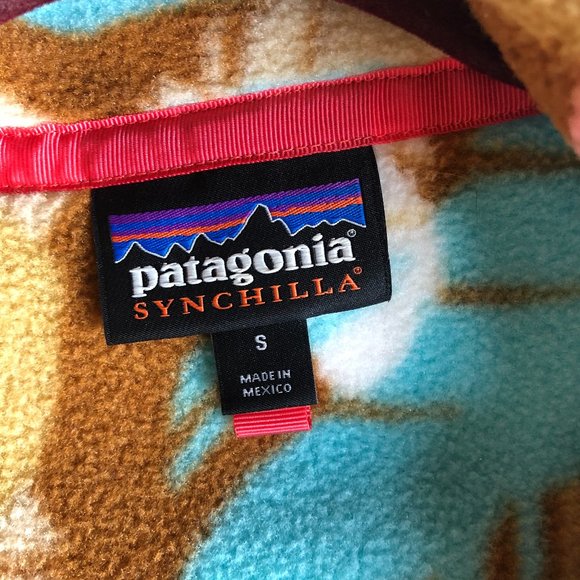 patagonia®
SYNCHILLA®
S
MADE IN
MEXICO